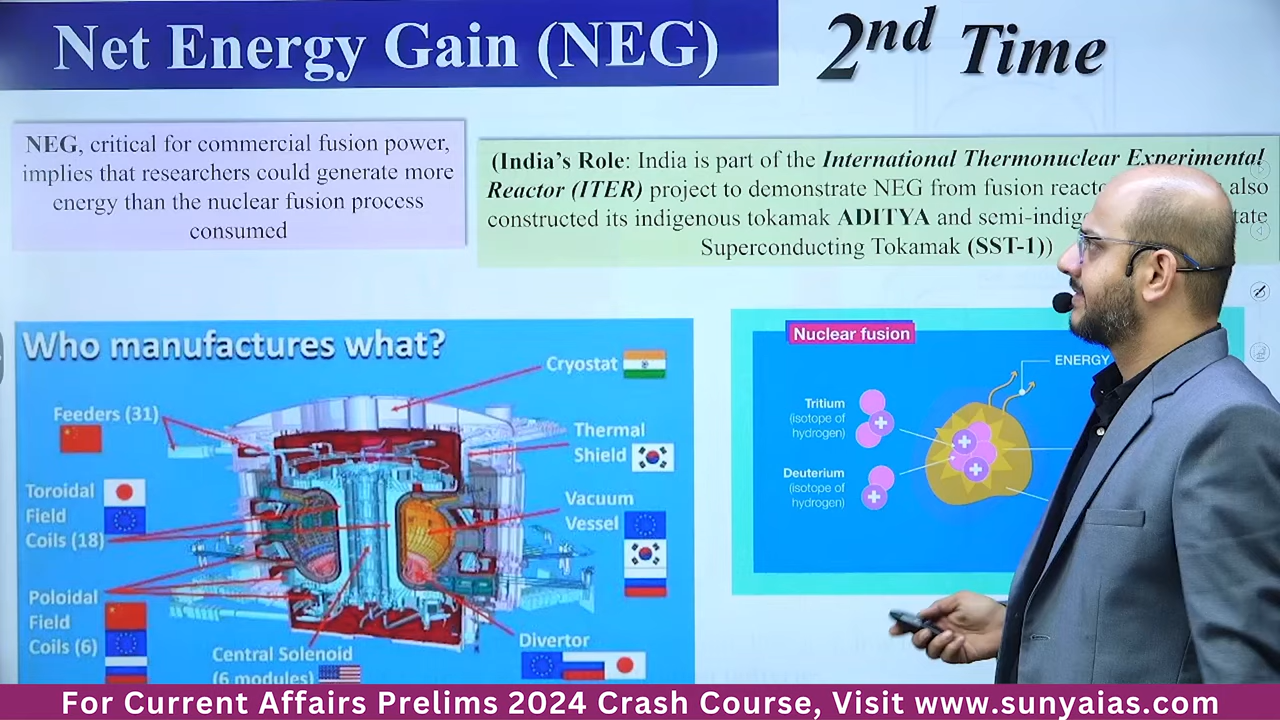 Net Energy Gain (NEG)
2nd Time
NEG, critical for commercial fusion power,
implies that researchers could generate more
energy than the nuclear fusion process
consumed
(India's Role: India is part of the International Thermonuclear Experimental
Reactor (ITER) project to demonstrate NEG from fusion also
constructed its indigenous tokamak ADITYA and
Superconducting Tokamak (SST-1))
Who manufactures what?
Cryostat
Feeders (31)
Thermal
Shield
Toroidal
Field
Coils (18)
Vacuum
Vessel
Poloidal
Field
Coils (6)
Central Solenoid
(6 modules)
Divertor
Nuclear fusion
ENERGY
Tritium
(isotope of
hydrogen)
Deuterium
(isotope of
hydrogen)
For Current Affairs Prelims 2024 Crash Course, Visit www.sunyaias.com